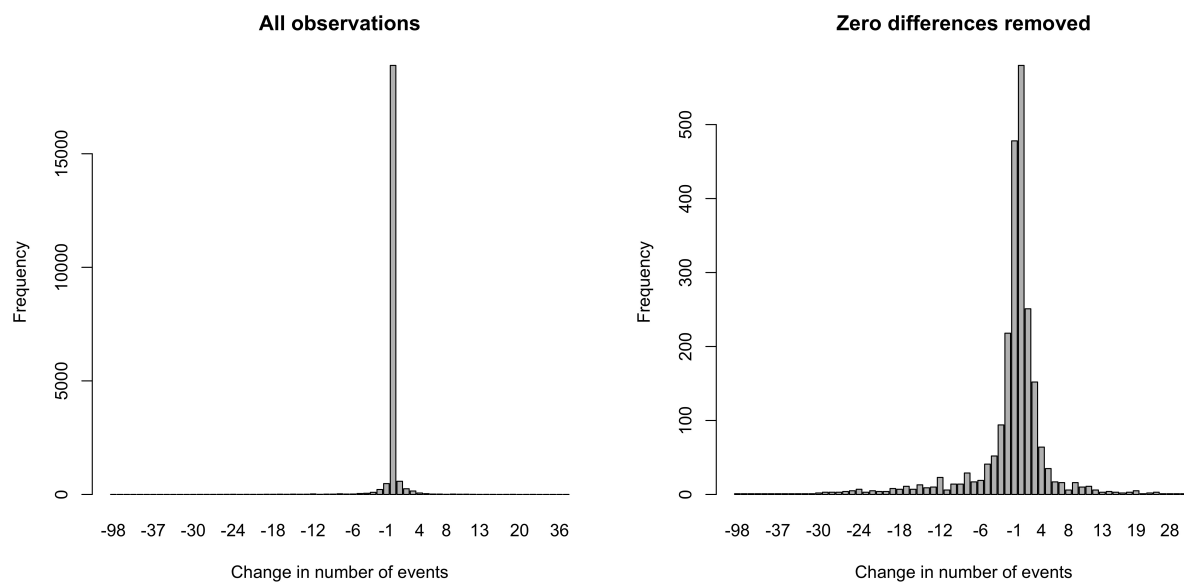 All observations
Frequency
0
5000
10000
15000
-98 -37 -30 -24 -18 -12 -6 -1 4 8 13 20 36
Change in number of events
Zero differences removed
Frequency
0
100
200
300
400
500
-98 -37 -30 -24 -18 -12 -6 -1 4 8 13 19 28
Change in number of events